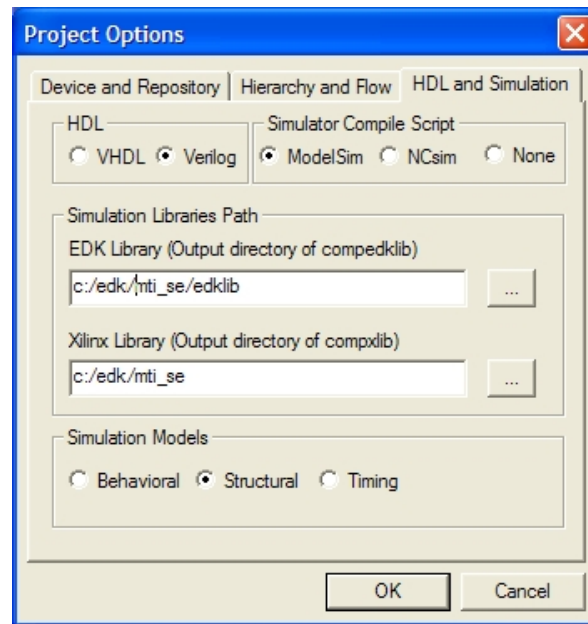 Project Options
Device and Repository
Hierarchy and Flow
HDL and Simulation
HDL
VHDL
Verilog
Simulator Compile Script
ModelSim
NCsim
None
Simulation Libraries Path
EDK Library (Output directory of compedklib)
c:/edk/mti_se/edklib
...
Xilinx Library (Output directory of compxlib)
c:/edk/mti_se
...
Simulation Models
Behavioral
Structural
Timing
OK
Cancel